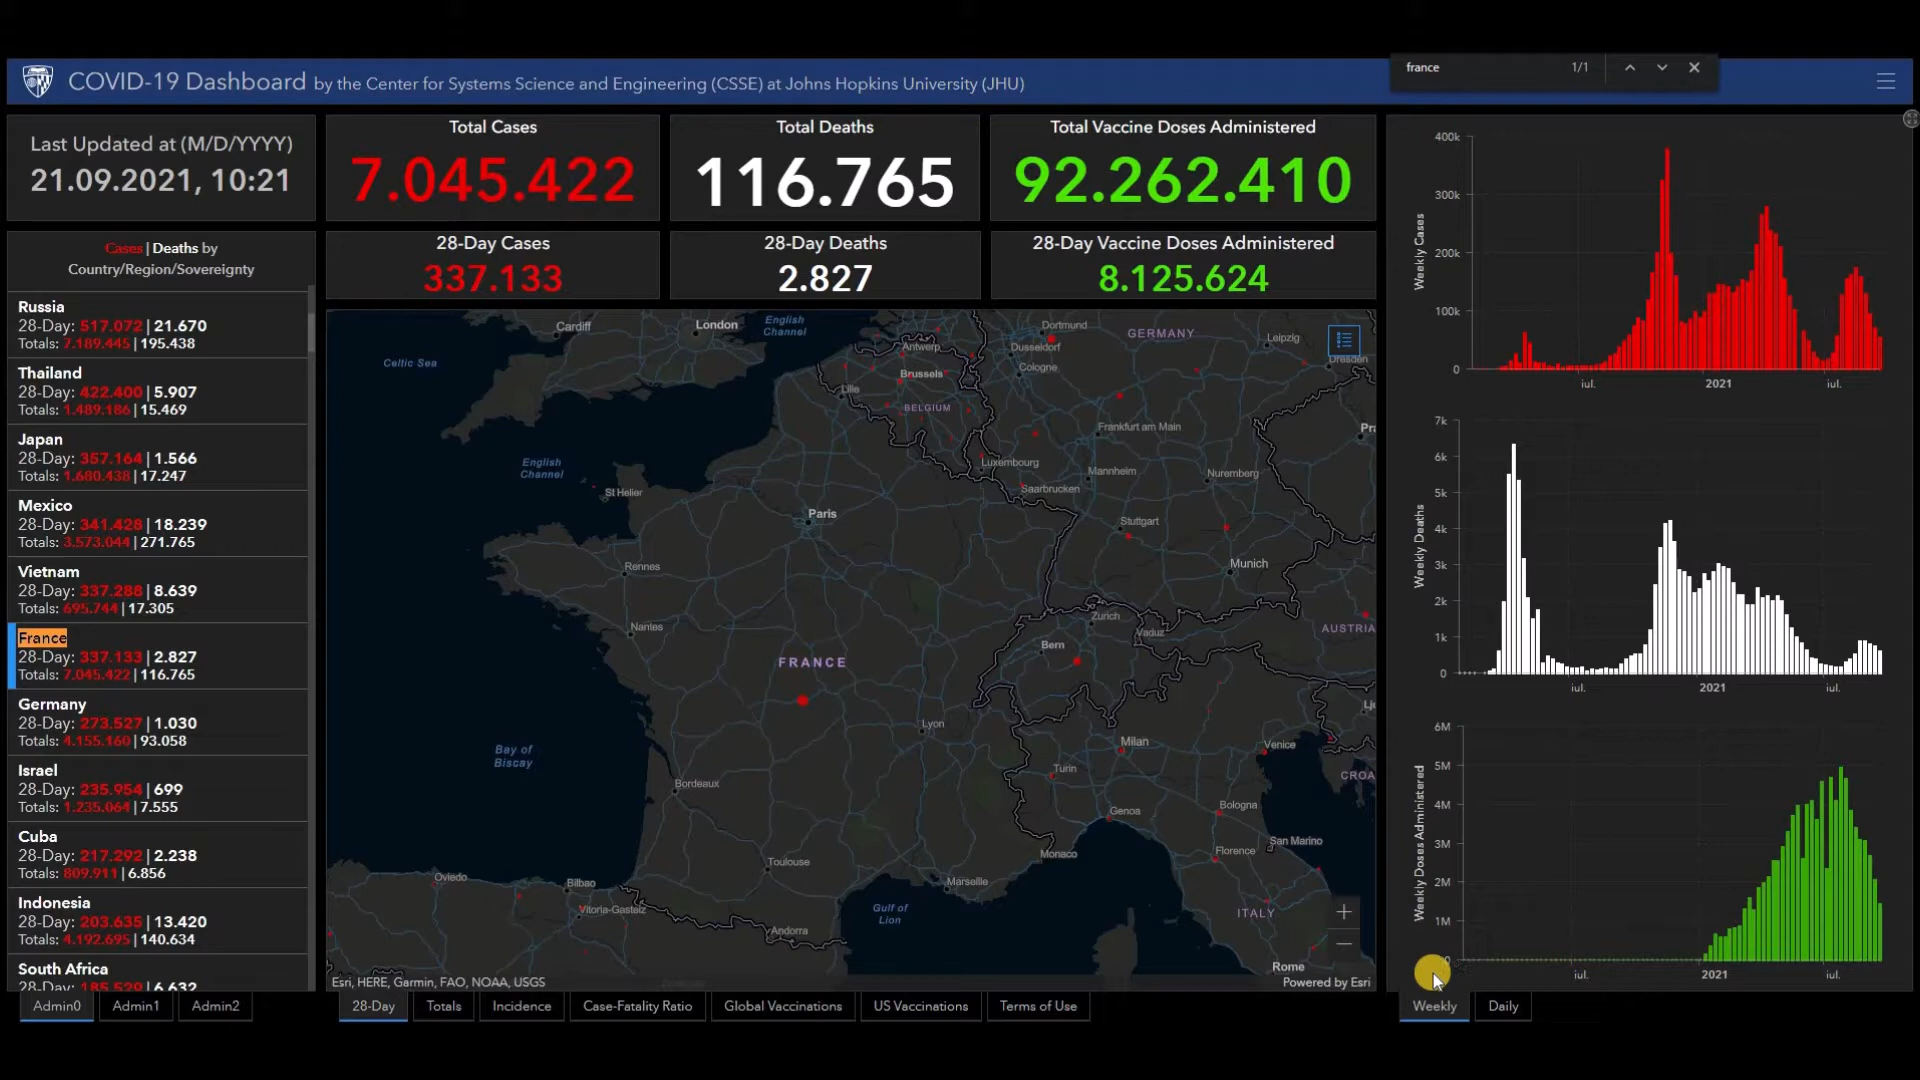 france 1/1
COVID-19 Dashboard by the Center for Systems Science and Engineering (CSSE) at Johns Hopkins University (JHU)
Last Updated at (M/D/YYYY)
21.09.2021, 10:21
Total Cases
7.045.422
Total Deaths
116.765
Total Vaccine Doses Administered
92.262.410
28-Day Cases
337.133
28-Day Deaths
2.827
28-Day Vaccine Doses Administered
8.125.624
Cases | Deaths by
Country/Region/Sovereignty
Russia
28-Day: 517.072 | 21.670
Totals: 7.189.445 | 195.438
Thailand
28-Day: 422.400 | 5.907
Totals: 1.489.186 | 15.469
Japan
28-Day: 357.164 | 1.566
Totals: 1.680.438 | 17.247
Mexico
28-Day: 341.428 | 18.239
Totals: 3.573.044 | 271.765
Vietnam
28-Day: 337.288 | 8.639
Totals: 695.744 | 17.305
France
28-Day: 337.133 | 2.827
Totals: 7.045.422 | 116.765
Germany
28-Day: 273.527 | 1.030
Totals: 4.155.160 | 93.058
Israel
28-Day: 235.954 | 699
Totals: 1.235.064 | 7.555
Cuba
28-Day: 217.292 | 2.238
Totals: 809.911 | 6.856
Indonesia
28-Day: 203.635 | 13.420
Totals: 4.192.695 | 140.634
South Africa
28-Day: 185.529 | 6.632
Admin0
Admin1
Admin2
Cardiff
London
English
Channel
Celtic Sea
Dortmund
GERMANY
Leipzig
Antwerp
Dusseldorf
Dresden
Brussels
Cologne
Lille
BELGIUM
Frankfurt am Main
Pra
English
Channel
Luxembourg
Mannheim
Nuremberg
St Helier
Saarbrucken
Paris
Stuttgart
Rennes
Munich
Nantes
Zurich
Vaduz
AUSTRIA
Bern
FRANCE
Lyon
Lj
Bay of
Biscay
Milan
Venice
Turin
CROA
Bordeaux
Genoa
Bologna
San Marino
Florence
Monaco
Toulouse
Oviedo
Bilbao
Marseille
Vitoria-Gasteiz
Gulf of
Lion
ITALY
Andorra
Rome
Esri, HERE, Garmin, FAO, NOAA, USGS
Powered by Esri
28-Day
Totals
Incidence
Case-Fatality Ratio
Global Vaccinations
US Vaccinations
Terms of Use
Weekly Cases
400k
300k
200k
100k
0
iul.
2021
iul.
Weekly Deaths
7k
6k
5k
4k
3k
2k
1k
0
iul.
2021
iul.
Weekly Doses Administered
6M
5M
4M
3M
2M
1M
0
iul.
2021
iul.
Weekly
Daily